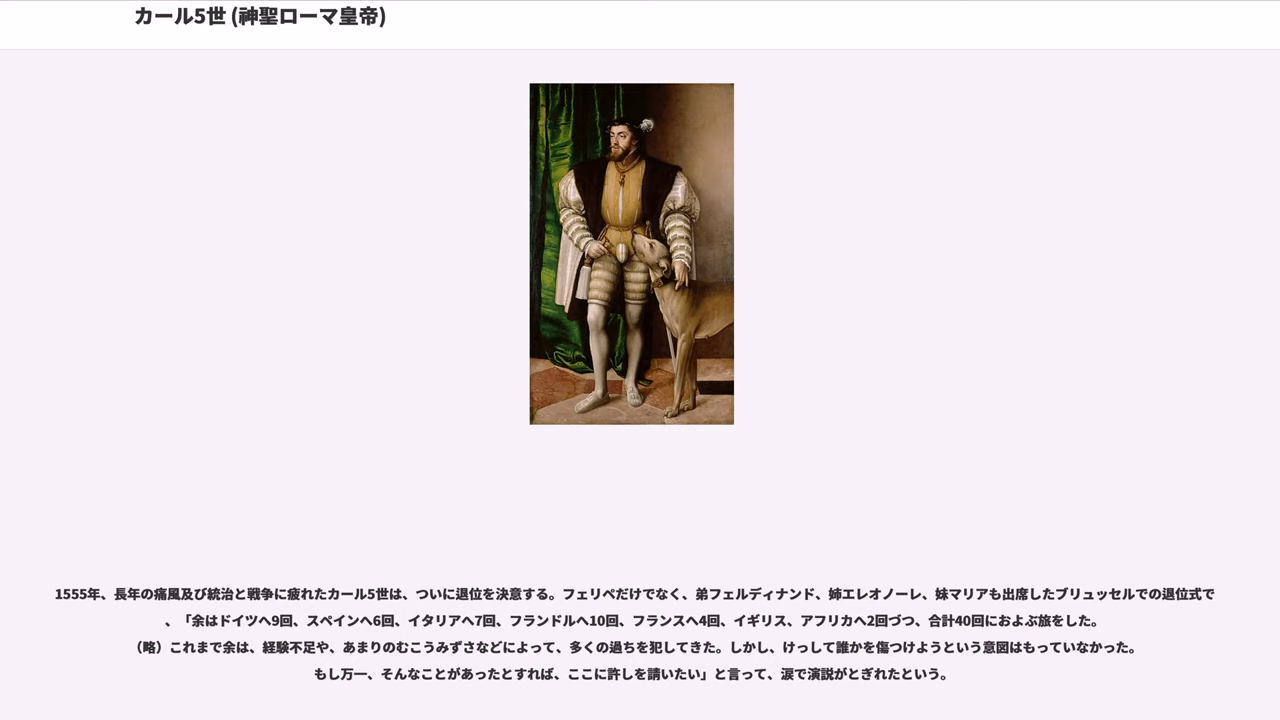 カール5世 (神聖ローマ皇帝)
1555年、長年の痛風及び統治と戦争に疲れたカール5世は、ついに退位を決意する。フェリペだけでなく、弟フェルディナンド、姉エレオノーレ、妹マリアも出席したブリュッセルでの退位式で
、「余はドイツへ9回、スペインへ6回、イタリアへ7回、フランドルへ10回、フランスへ4回、イギリス、アフリカへ2回づつ、合計40回におよぶ旅をした。
（略）これまで余は、経験不足や、あまりのむこうみずさなどによって、多くの過ちを犯してきた。しかし、けっして誰かを傷つけようという意図はもっていなかった。
もし万一、そんなことがあったとすれば、ここに許しを請いたい」と言って、涙で演説がとぎれたという。